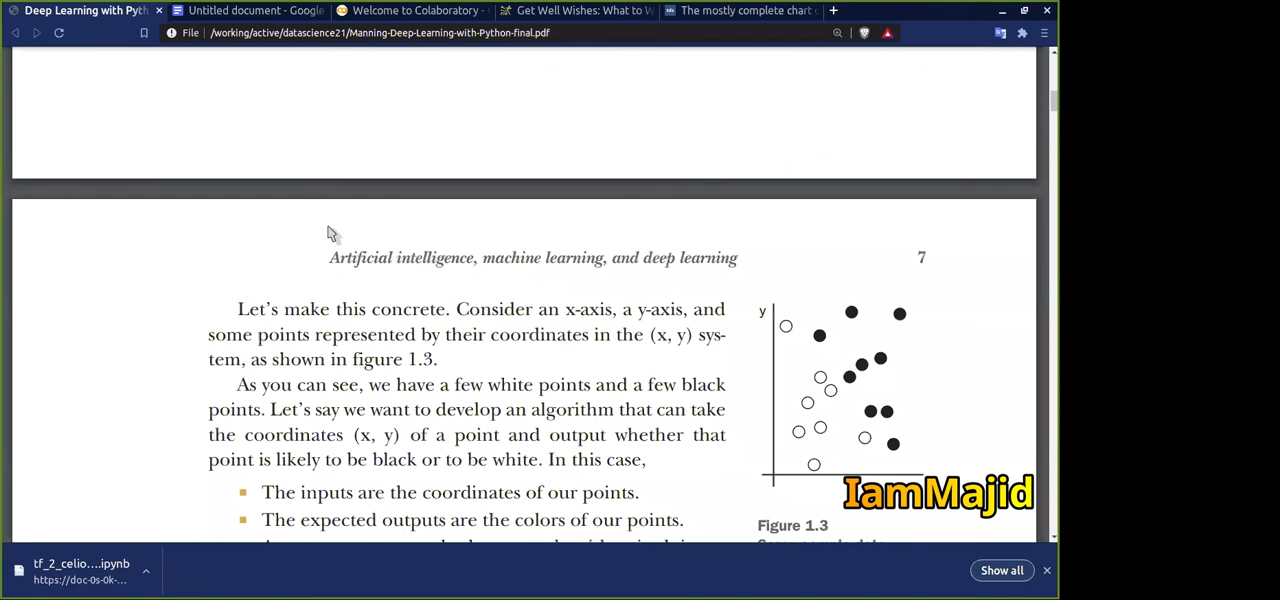 Deep Learning with Pyth
Untitled document - Google
Welcome to Colaboratory -
Get Well Wishes: What to W
The mostly complete chart
File
/working/active/datascience21/Manning-Deep-Learning-with-Python-final.pdf
Artificial intelligence, machine learning, and deep learning
7
Let's make this concrete. Consider an x-axis, a y-axis, and
some points represented by their coordinates in the (x, y) sys-
tem, as shown in figure 1.3.
As you can see, we have a few white points and a few black
points. Let's say we want to develop an algorithm that can take
the coordinates (x, y) of a point and output whether that
point is likely to be black or to be white. In this case,
The inputs are the coordinates of our points.
The expected outputs are the colors of our points.
y
IamMajid
Figure 1.3
tf_2_celio....ipynb
https://doc-0s-0k-...
Show all